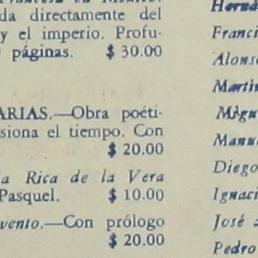 da directamente del
y el imperio. Profu-
páginas. $ 30.00
ARIAS.—Obra poéti-
siona el tiempo. Con
$ 20.00
la Rica de la Vera
Pasquel. $ 10.00
vento.—Con prólogo
$ 20.00
Franci
Alonso
Martín
Migu
Manu
Diego
Ignaci
José
Pedro